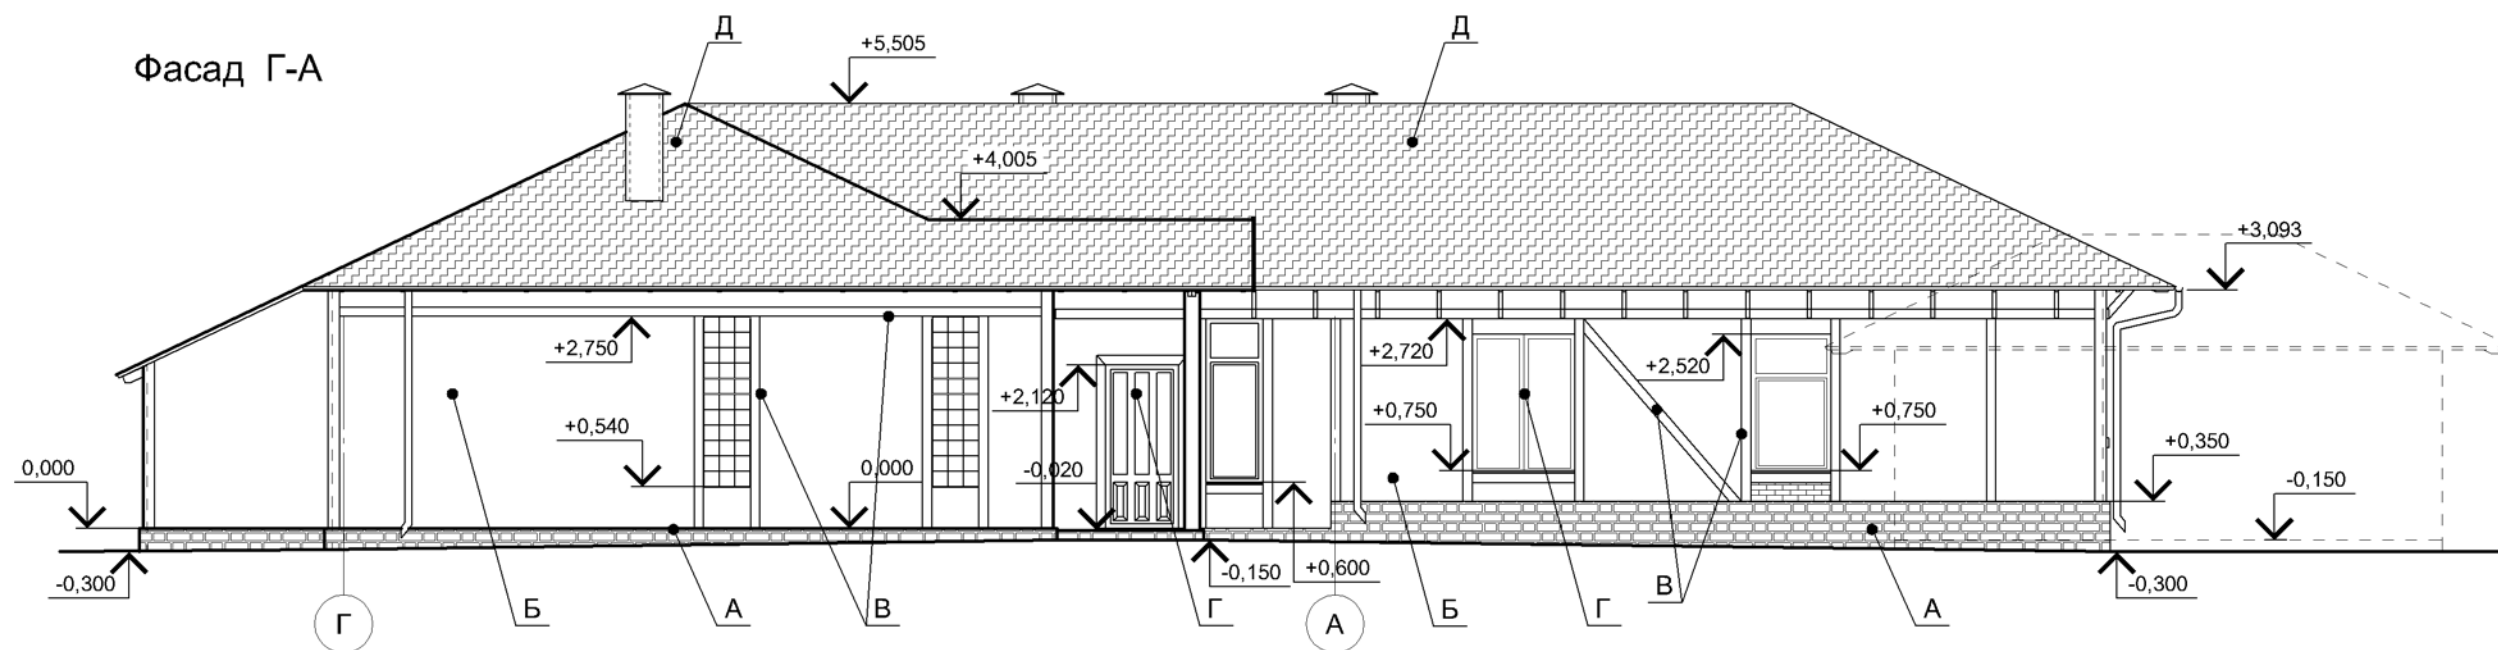 Д
Д
+5,505
Фасад Г-А
+4,005
+3,093
+2,750
+2,720
+2,520
+2,120
+0,750
+0,750
+0,540
+0,350
0,000
0,000
-0,020
-0,150
-0,300
-0,150
+0,600
-0,300
Б
А
В
Г
Б
Г
В
А
Г
А